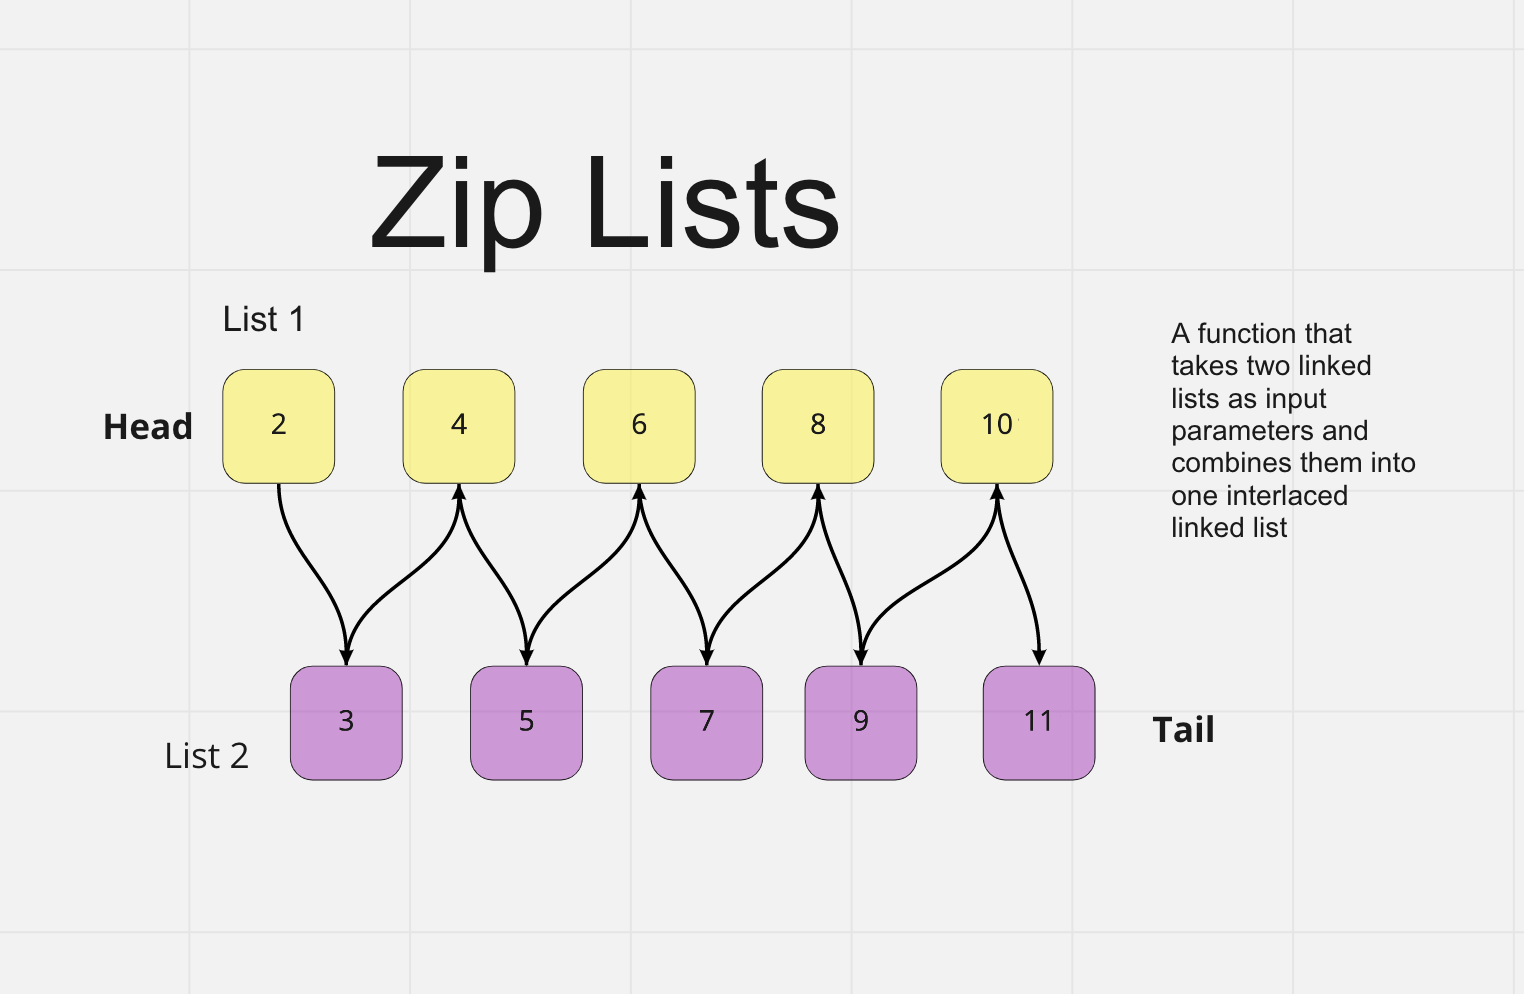 Zip Lists
List 1
A function that
takes two linked
lists as input
parameters and
combines them into
one interlaced
linked list
Head
2
4
6
8
10
3
5
7
9
11
Tail
List 2